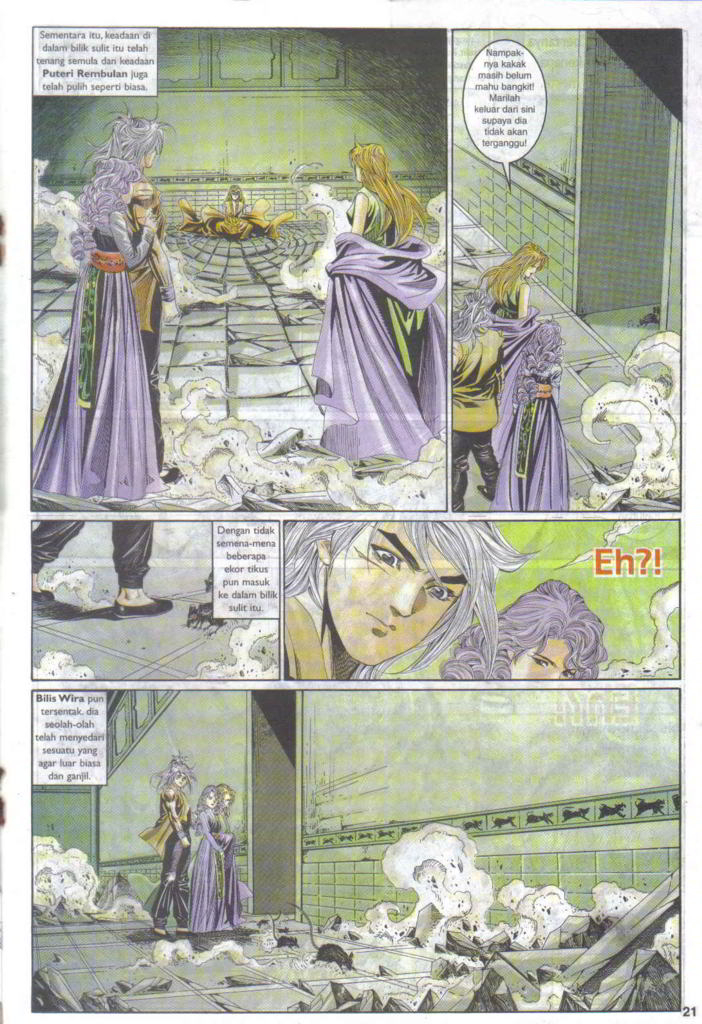 Sementara itu, keadaan di
dalam bilik sulit itu telah
tenang semula dan keadaan
Puteri Rembulan juga
telah pulih seperti biasa.
Nampak-
nya kakak
masih belum
mahu bangkit!
Marilah
keluar dari sini
supaya dia
tidak akan
terganggu!
Dengan tidak
semena-mena
beberapa
ekor tikus
pun masuk
ke dalam bilik
sulit itu.
Eh?!
Bilis Wira pun
tersentak. dia
seolah-olah
telah menyedari
sesuatu yang
agar luar biasa
dan ganjil.
21